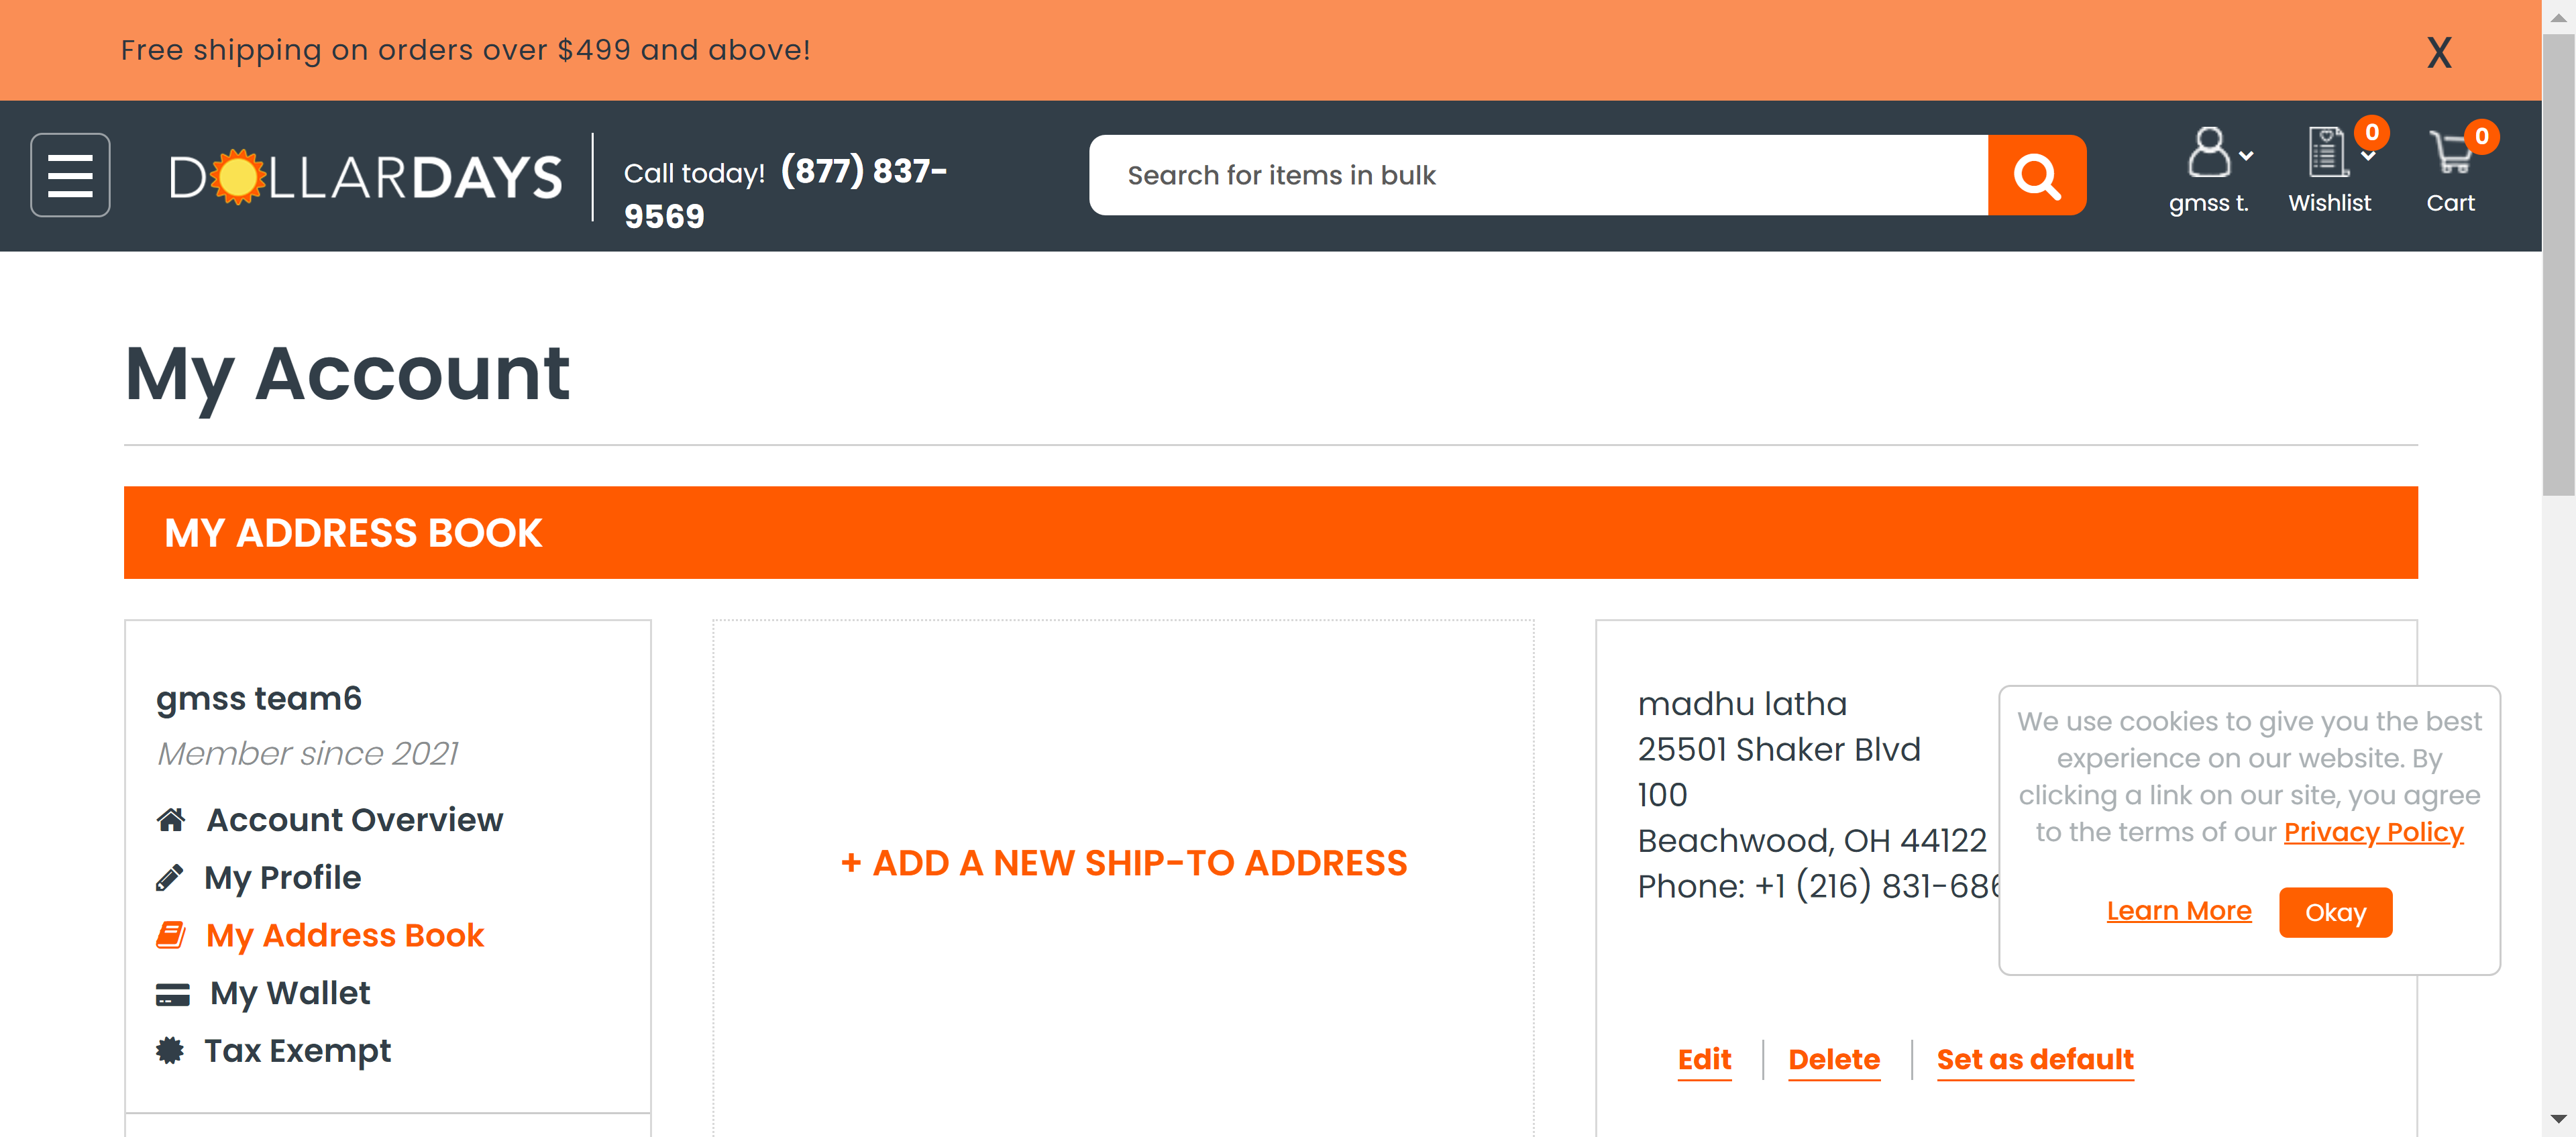 Free shipping on orders over $499 and above!
X
DOLLARDAYS
Call today! (877) 837-
9569
Search for items in bulk
0
0
gmss t.
Wishlist
Cart
My Account
MY ADDRESS BOOK
gmss team6
Member since 2021
Account Overview
My Profile
My Address Book
My Wallet
Tax Exempt
+ ADD A NEW SHIP-TO ADDRESS
madhu latha
25501 Shaker Blvd
100
Beachwood, OH 44122
Phone: +1 (216) 831-68
Edit
Delete
Set as default
We use cookies to give you the best
experience on our website. By
clicking a link on our site, you agree
to the terms of our Privacy Policy
Learn More
Okay